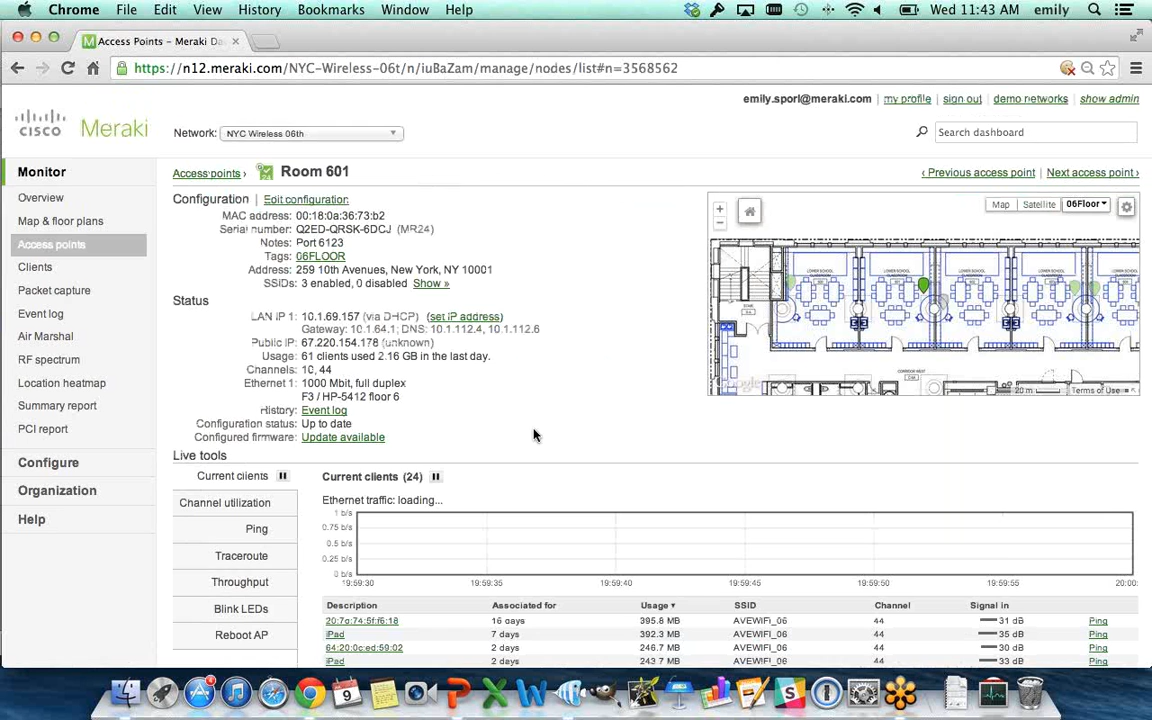 Chrome File Edit View History Bookmarks Window Help Wed 11:43 AM emily
Access Points – Meraki Da
https://n12.meraki.com/NYC-Wireless-06t/n/iuBaZam/manage/nodes/list#n=3568562
emily.sporl@meraki.com my profile sign out demo networks show admin
CISCO Meraki Network: NYC Wireless 06th Search dashboard
Monitor
Overview
Map & floor plans
Access points
Clients
Packet capture
Event log
Air Marshal
RF spectrum
Location heatmap
Summary report
PCI report
Configure
Organization
Help
Access points › Room 601 ‹ Previous access point Next access point ›
Configuration Edit configuration:
MAC address: 00:18:0a:36:73:b2
Serial number: Q2ED-QRSK-6DCJ (MR24)
Notes: Port 6123
Tags: 06FLOOR
Address: 259 10th Avenues, New York, NY 10001
SSIDs: 3 enabled, 0 disabled Show »
Status
LAN IP 1: 10.1.69.157 (via DHCP) (set IP address)
Gateway: 10.1.64.1; DNS: 10.1.112.4, 10.1.112.6
Public IP: 67.220.154.178 (unknown)
Usage: 61 clients used 2.16 GB in the last day.
Channels: 10, 44
Ethernet 1: 1000 Mbit, full duplex
F3 / HP-5412 floor 6
History: Event log
Configuration status: Up to date
Configured firmware: Update available
Map Satellite 06Floor
LOWER SCHOOL LOWER SCHOOL LOWER SCHOOL LOWER SCHOOL
Google 20 m Terms of Use
Live tools
Current clients
Channel utilization
Ping
Traceroute
Throughput
Blink LEDs
Reboot AP
Current clients (24)
Ethernet traffic: loading...
1 b/s
0.75 b/s
0.5 b/s
0.25 b/s
0 b/s
19:59:30 19:59:35 19:59:40 19:59:45 19:59:50 19:59:55 20:00:
Description Associated for Usage ▼ SSID Channel Signal in
16 days 395.8 MB AVEWIFI_06 44 31 dB Ping
iPad 7 days 392.3 MB AVEWIFI_06 44 35 dB Ping
64:20:0c:ed:59:02 2 days 246.7 MB AVEWIFI_06 44 30 dB Ping
iPad 2 days 243.7 MB AVEWIFI_06 44 33 dB Ping